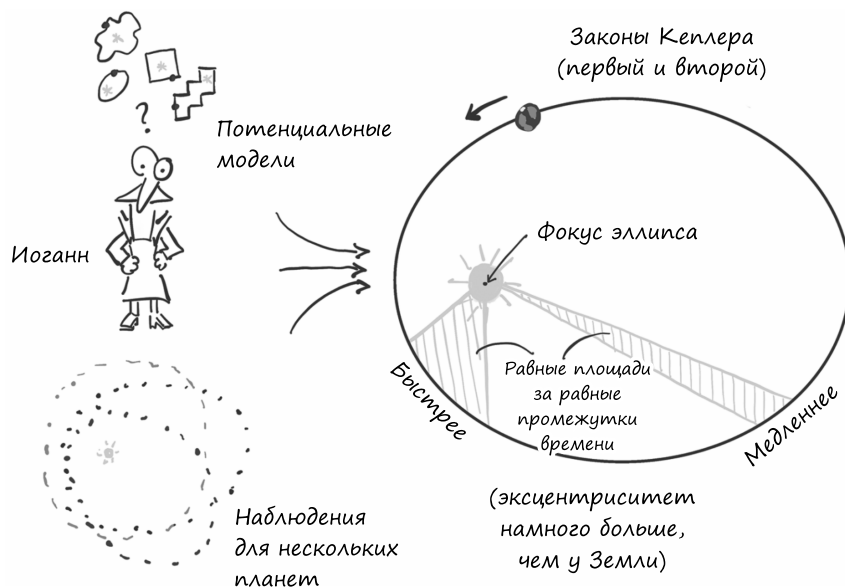 ?
Потенциальные
модели
Иоганн
Наблюдения
для нескольких
планет
Законы Кеплера
(первый и второй)
Фокус эллипса
Быстрее
Равные площади
за равные
промежутки
времени
Медленнее
(эксцентриситет
намного больше,
чем у Земли)